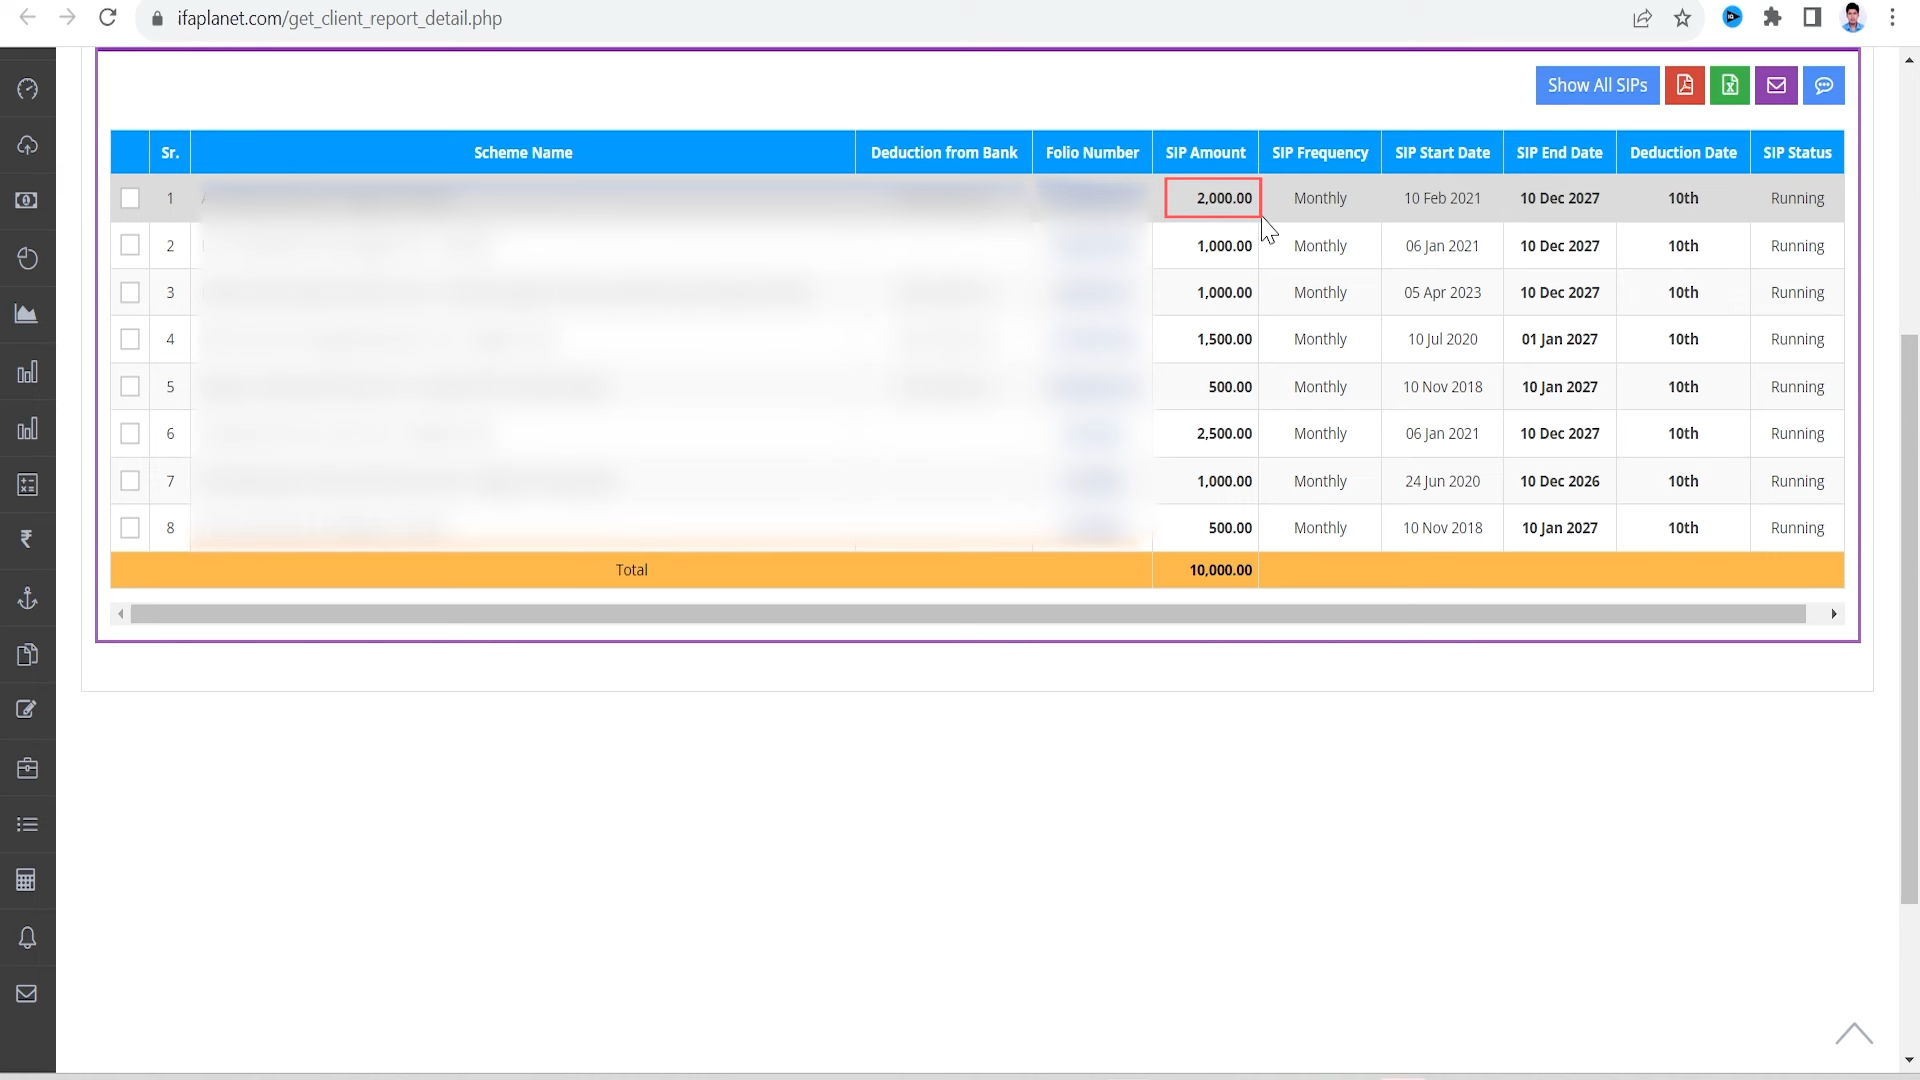 ifaplanet.com/get_client_report_detail.php
Show All SIPs
Sr. Scheme Name Deduction from Bank Folio Number SIP Amount SIP Frequency SIP Start Date SIP End Date Deduction Date SIP Status
1 2,000.00 Monthly 10 Feb 2021 10 Dec 2027 10th Running
2 1,000.00 Monthly 06 Jan 2021 10 Dec 2027 10th Running
3 1,000.00 Monthly 05 Apr 2023 10 Dec 2027 10th Running
4 1,500.00 Monthly 10 Jul 2020 01 Jan 2027 10th Running
5 500.00 Monthly 10 Nov 2018 10 Jan 2027 10th Running
6 2,500.00 Monthly 06 Jan 2021 10 Dec 2027 10th Running
7 1,000.00 Monthly 24 Jun 2020 10 Dec 2026 10th Running
8 500.00 Monthly 10 Nov 2018 10 Jan 2027 10th Running
Total 10,000.00